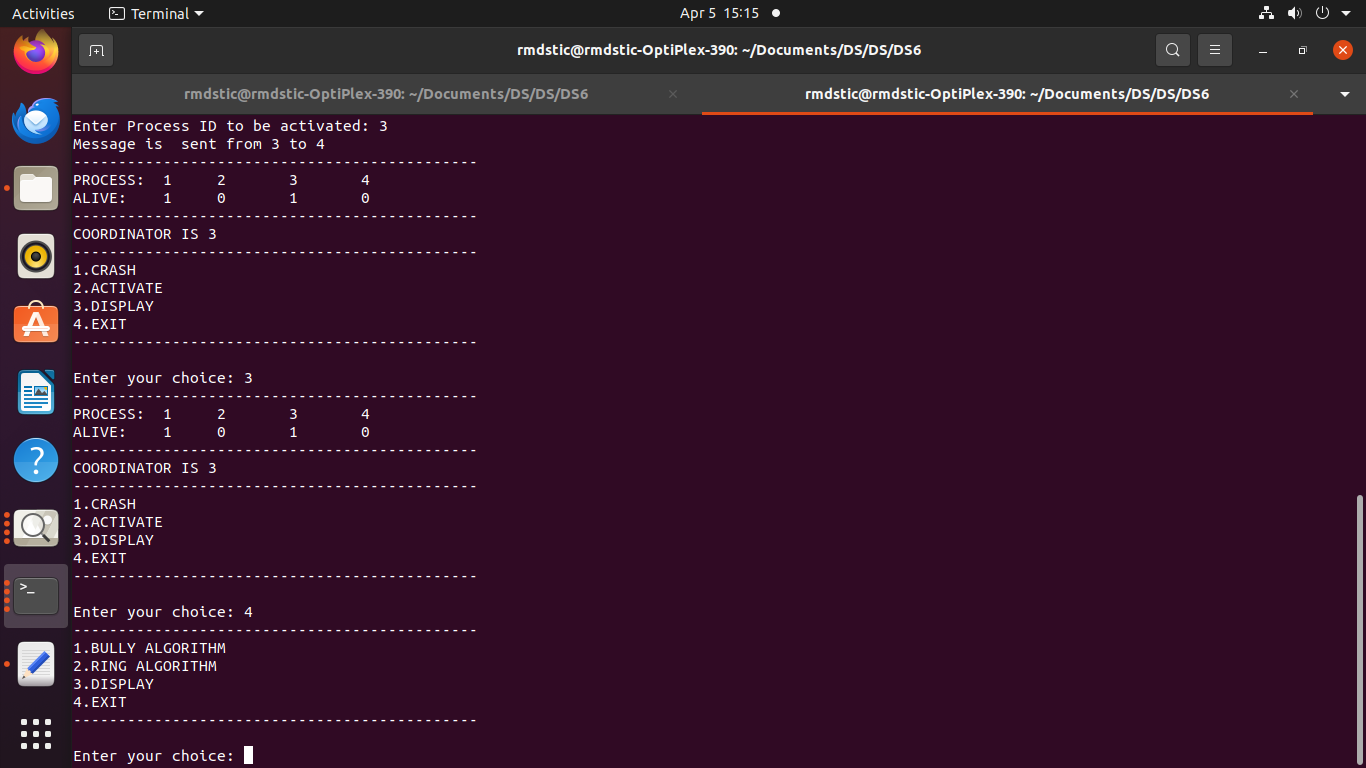 Activities Terminal Apr 5 15:15
rmdstic@rmdstic-OptiPlex-390: ~/Documents/DS/DS/DS6
rmdstic@rmdstic-OptiPlex-390: ~/Documents/DS/DS/DS6 rmdstic@rmdstic-OptiPlex-390: ~/Documents/DS/DS/DS6
Enter Process ID to be activated: 3
Message is  sent from 3 to 4
---------------------------------------------
PROCESS:  1     2       3       4
ALIVE:    1     0       1       0
---------------------------------------------
COORDINATOR IS 3
---------------------------------------------
1.CRASH
2.ACTIVATE
3.DISPLAY
4.EXIT
---------------------------------------------
Enter your choice: 3
---------------------------------------------
PROCESS:  1     2       3       4
ALIVE:    1     0       1       0
---------------------------------------------
COORDINATOR IS 3
---------------------------------------------
1.CRASH
2.ACTIVATE
3.DISPLAY
4.EXIT
---------------------------------------------
Enter your choice: 4
---------------------------------------------
1.BULLY ALGORITHM
2.RING ALGORITHM
3.DISPLAY
4.EXIT
---------------------------------------------
Enter your choice: